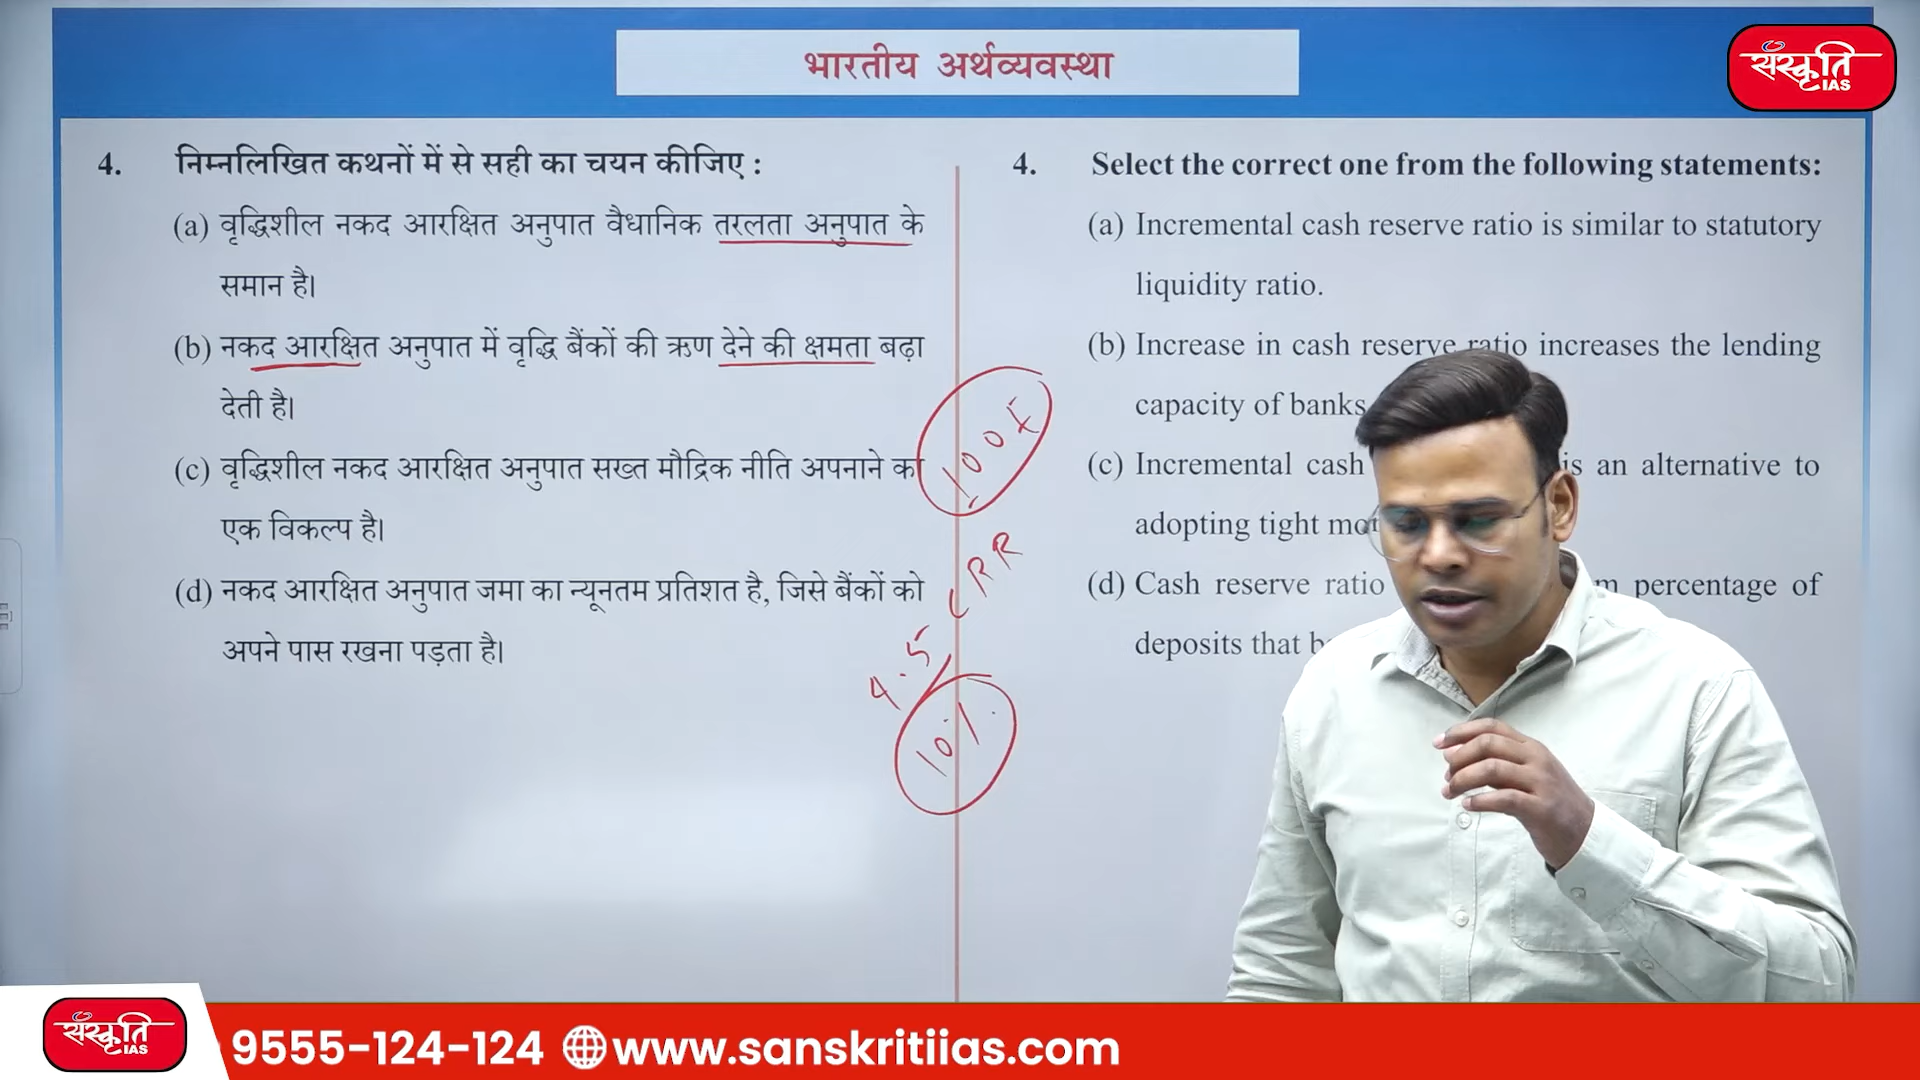 भारतीय अर्थव्यवस्था
संस्कृति
IAS
4. निम्नलिखित कथनों में से सही का चयन कीजिए :
(a) वृद्धिशील नकद आरक्षित अनुपात वैधानिक तरलता अनुपात के
समान है।
(b) नकद आरक्षित अनुपात में वृद्धि बैंकों की ऋण देने की क्षमता बढ़ा
देती है।
(c) वृद्धिशील नकद आरक्षित अनुपात सख्त मौद्रिक नीति अपनाने का
एक विकल्प है।
(d) नकद आरक्षित अनुपात जमा का न्यूनतम प्रतिशत है, जिसे बैंकों को
अपने पास रखना पड़ता है।
100 ₹
CRR
4.5
10%
4. Select the correct one from the following statements:
(a) Incremental cash reserve ratio is similar to statutory
liquidity ratio.
(b) Increase in cash reserve ratio increases the lending
capacity of banks
(c) Incremental cash is an alternative to
adopting tight
(d) Cash reserve ratio percentage of
deposits that
संस्कृति
IAS
9555-124-124 www.sanskritiias.com